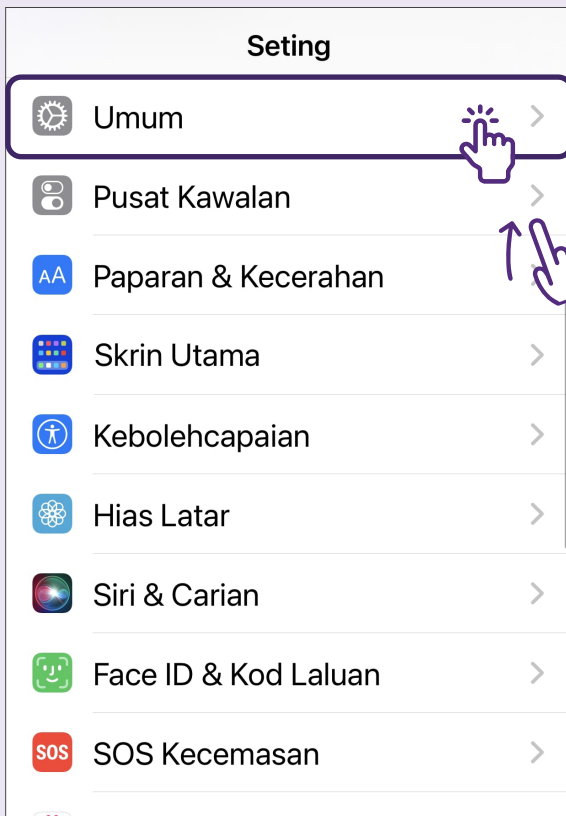 Seting
Umum
Pusat Kawalan
AA Paparan & Kecerahan
Skrin Utama
Kebolehcapaian
Hias Latar
Siri & Carian
Face ID & Kod Laluan
SOS SOS Kecemasan